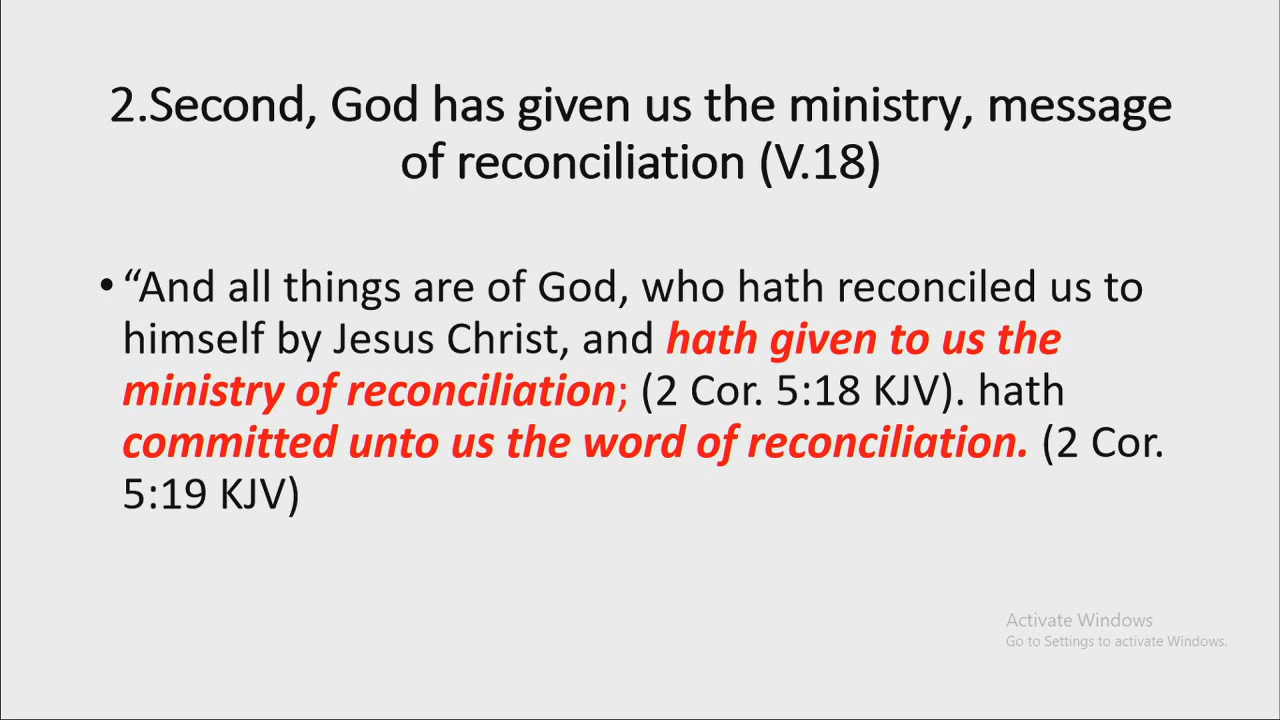 2.Second, God has given us the ministry, message
of reconciliation (V.18)
• “And all things are of God, who hath reconciled us to
himself by Jesus Christ, and hath given to us the
ministry of reconciliation; (2 Cor. 5:18 KJV). hath
committed unto us the word of reconciliation. (2 Cor.
5:19 KJV)
Activate Windows
Go to Settings to activate Windows.